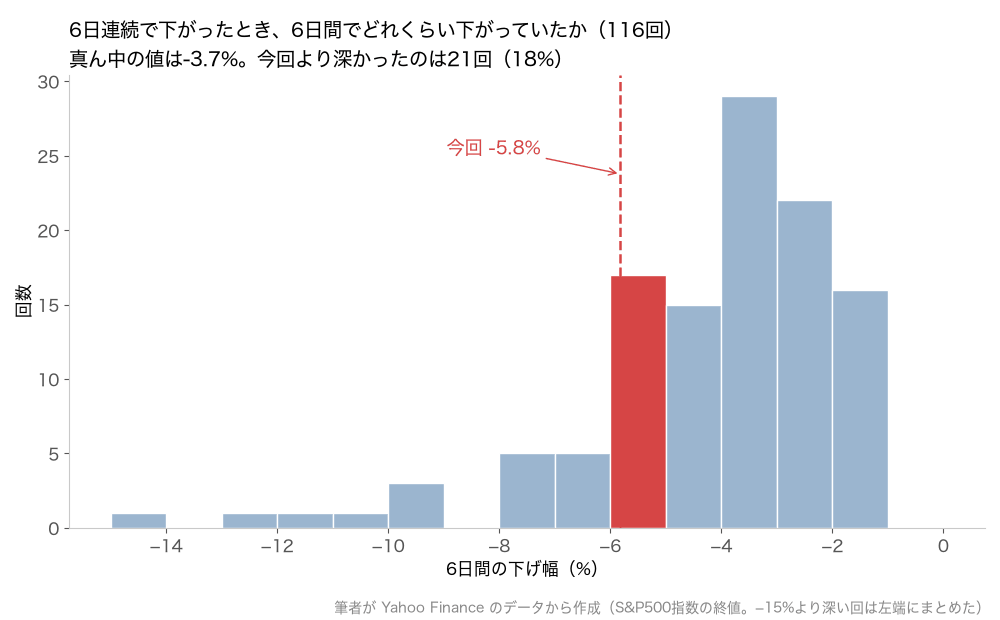 6日連続で下がったとき、6日間でどれくらい下がっていたか（116回）
真ん中の値は-3.7%。今回より深かったのは21回（18%）
30
25
20
15
10
5
0
回数
今回 -5.8%
−14
−12
−10
−8
−6
−4
−2
0
6日間の下げ幅（%）
筆者が Yahoo Finance のデータから作成（S&P500指数の終値。−15%より深い回は左端にまとめた）